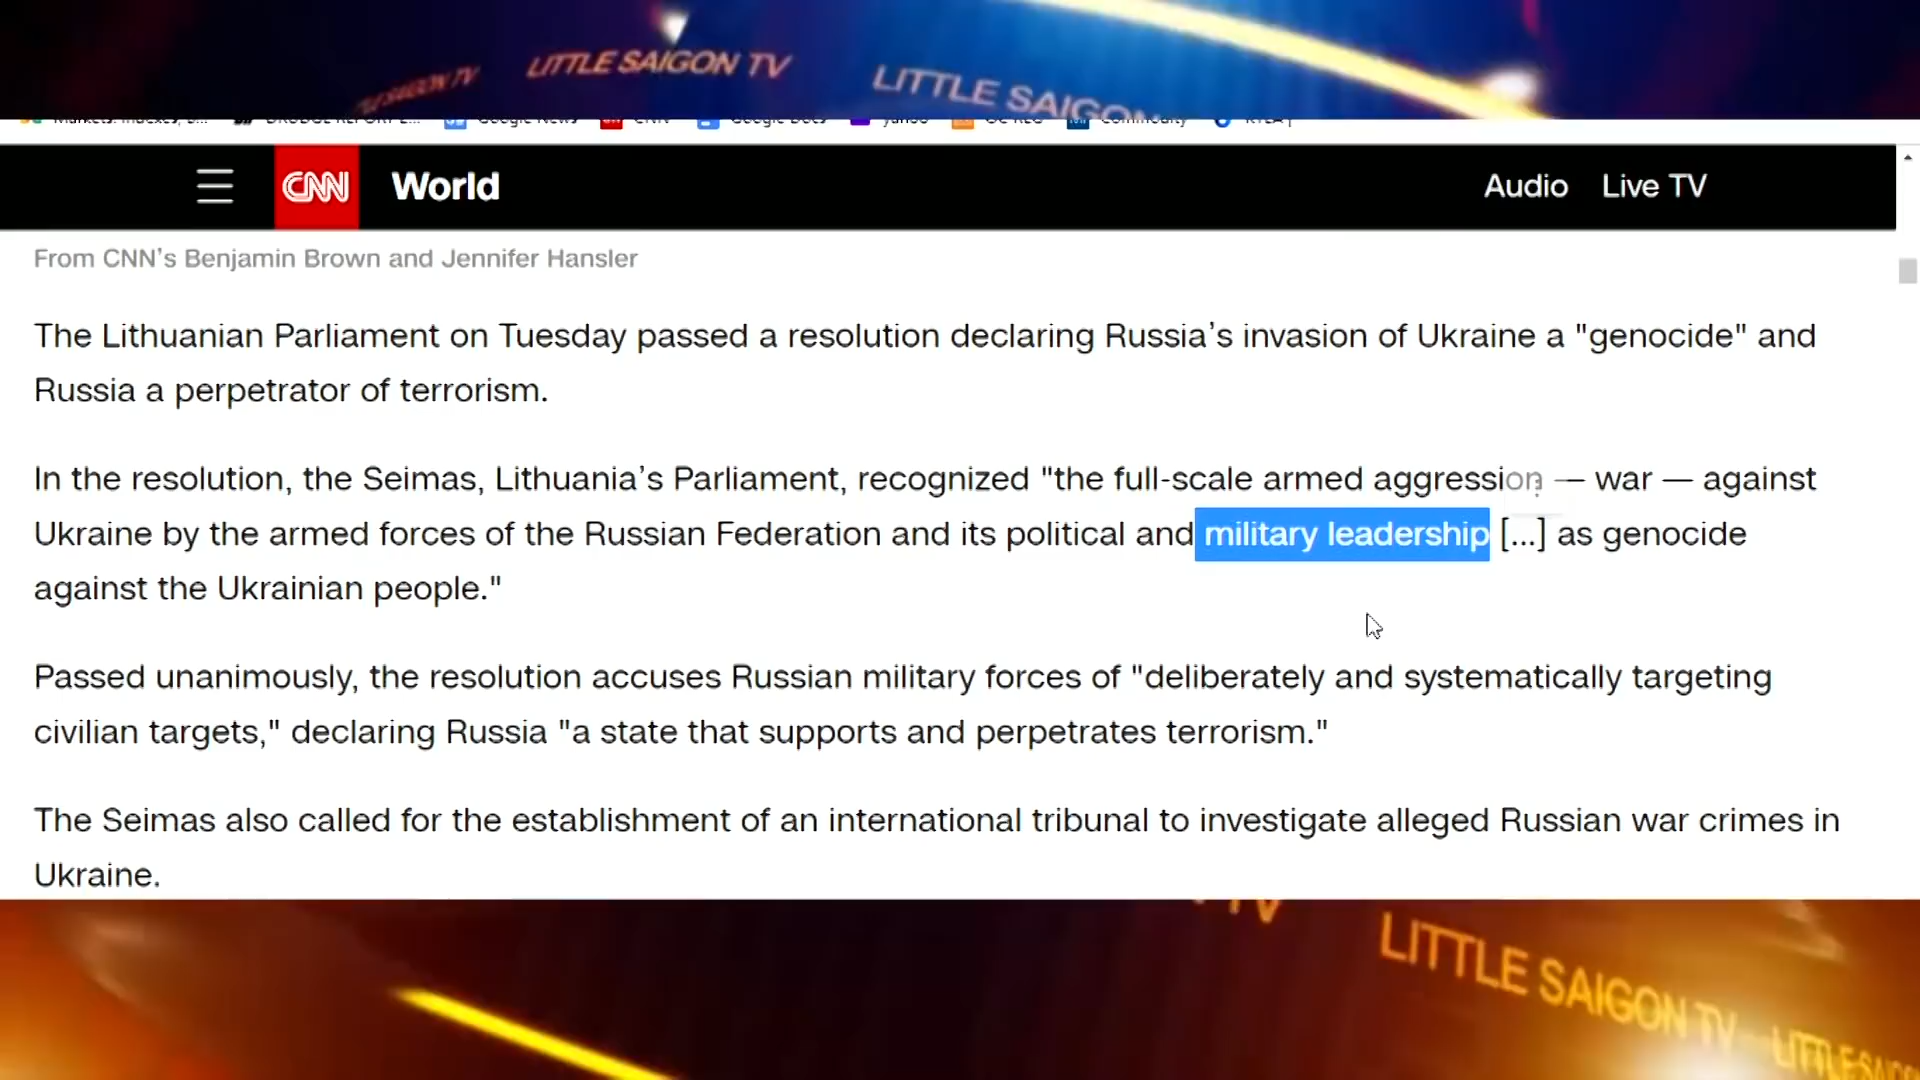 LITTLE SAIGON TV
LITTLE SAIGON
CNN World Audio Live TV
From CNN's Benjamin Brown and Jennifer Hansler
The Lithuanian Parliament on Tuesday passed a resolution declaring Russia's invasion of Ukraine a "genocide" and
Russia a perpetrator of terrorism.
In the resolution, the Seimas, Lithuania's Parliament, recognized "the full-scale armed aggression — war — against
Ukraine by the armed forces of the Russian Federation and its political and military leadership [...] as genocide
against the Ukrainian people."
Passed unanimously, the resolution accuses Russian military forces of "deliberately and systematically targeting
civilian targets," declaring Russia "a state that supports and perpetrates terrorism."
The Seimas also called for the establishment of an international tribunal to investigate alleged Russian war crimes in
Ukraine.
TV
LITTLE SAIGON TV